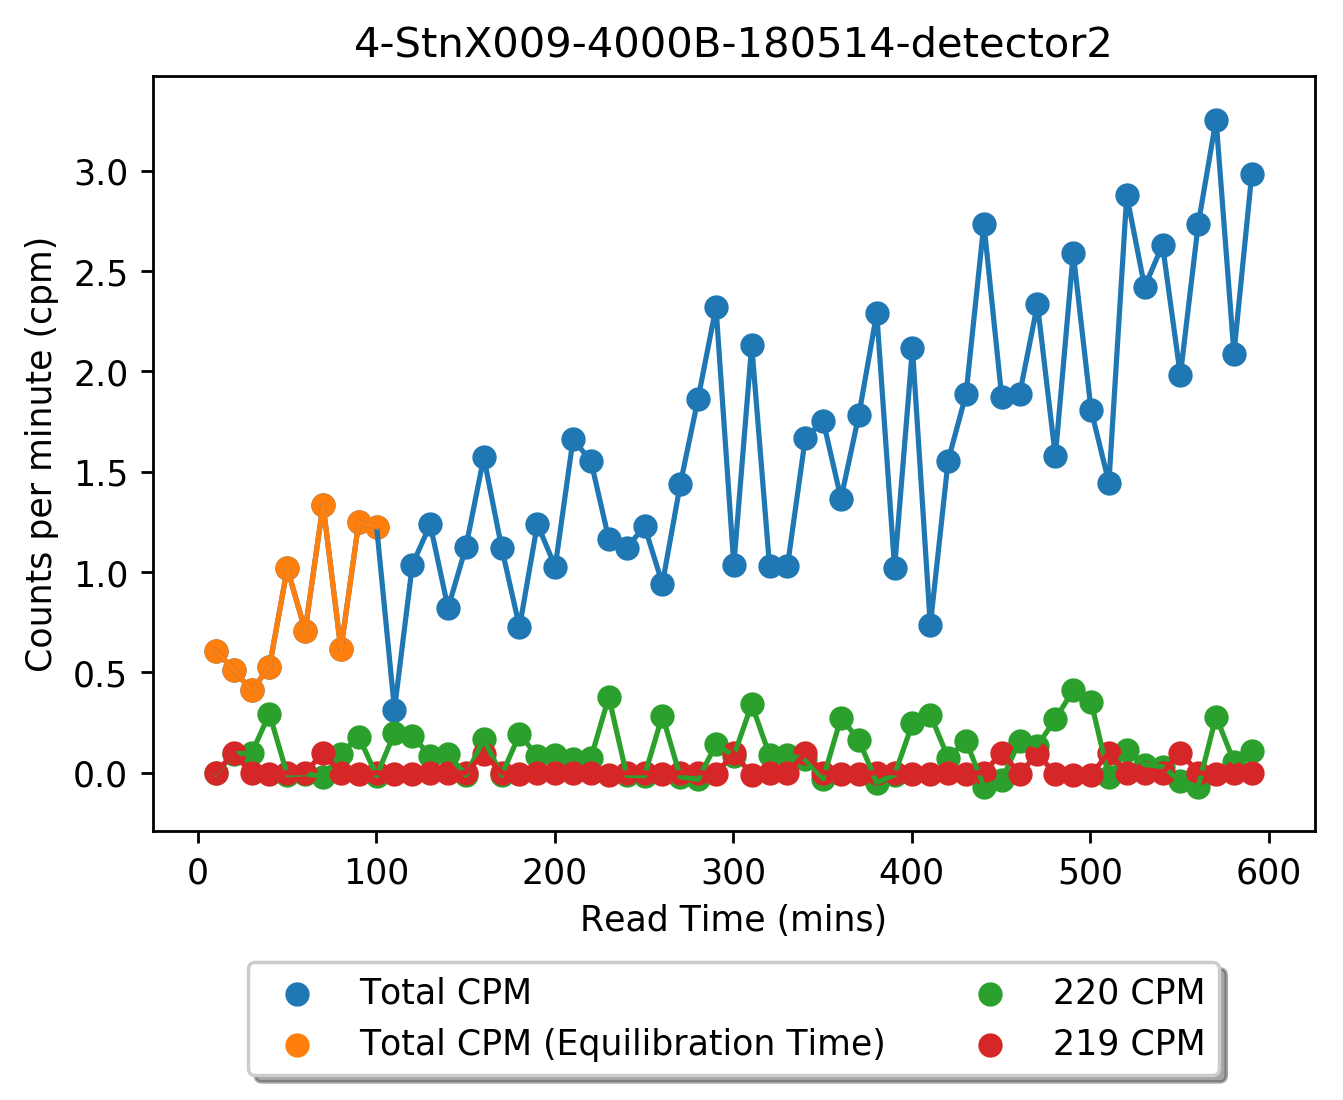 4-StnX009-4000B-180514-detector2
Counts per minute (cpm)
3.0
2.5
2.0
1.5
1.0
0.5
0.0
0 100 200 300 400 500 600
Read Time (mins)
Total CPM
Total CPM (Equilibration Time)
220 CPM
219 CPM